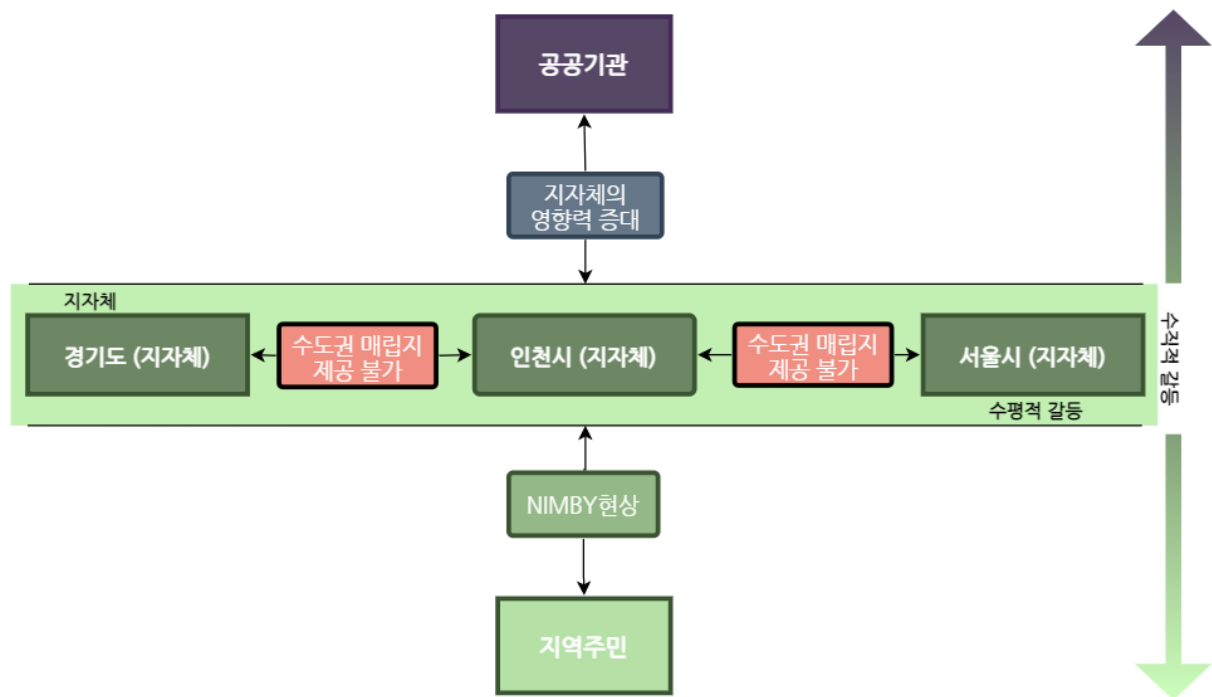 공공기관
지자체의
영향력 증대
지자체
경기도 (지자체)
수도권 매립지
제공 불가
인천시 (지자체)
수도권 매립지
제공 불가
서울시 (지자체)
수평적 갈등
수직적 갈등
NIMBY현상
지역주민